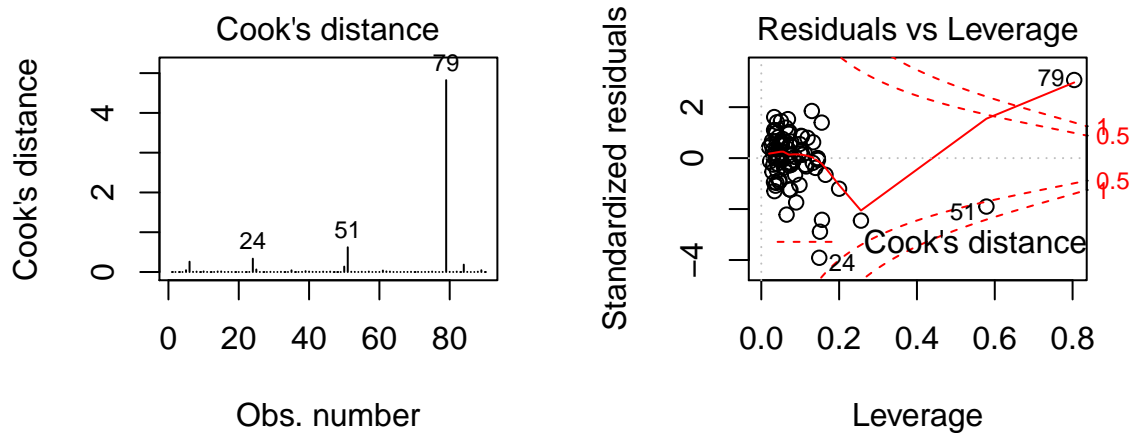 Cook's distance
Cook's distance
0
2
4
24
51
79
0 20 40 60 80
Obs. number
Residuals vs Leverage
Standardized residuals
−4
0
2
79
51
24
Cook's distance
1
0.5
0.5
1
0.0 0.2 0.4 0.6 0.8
Leverage